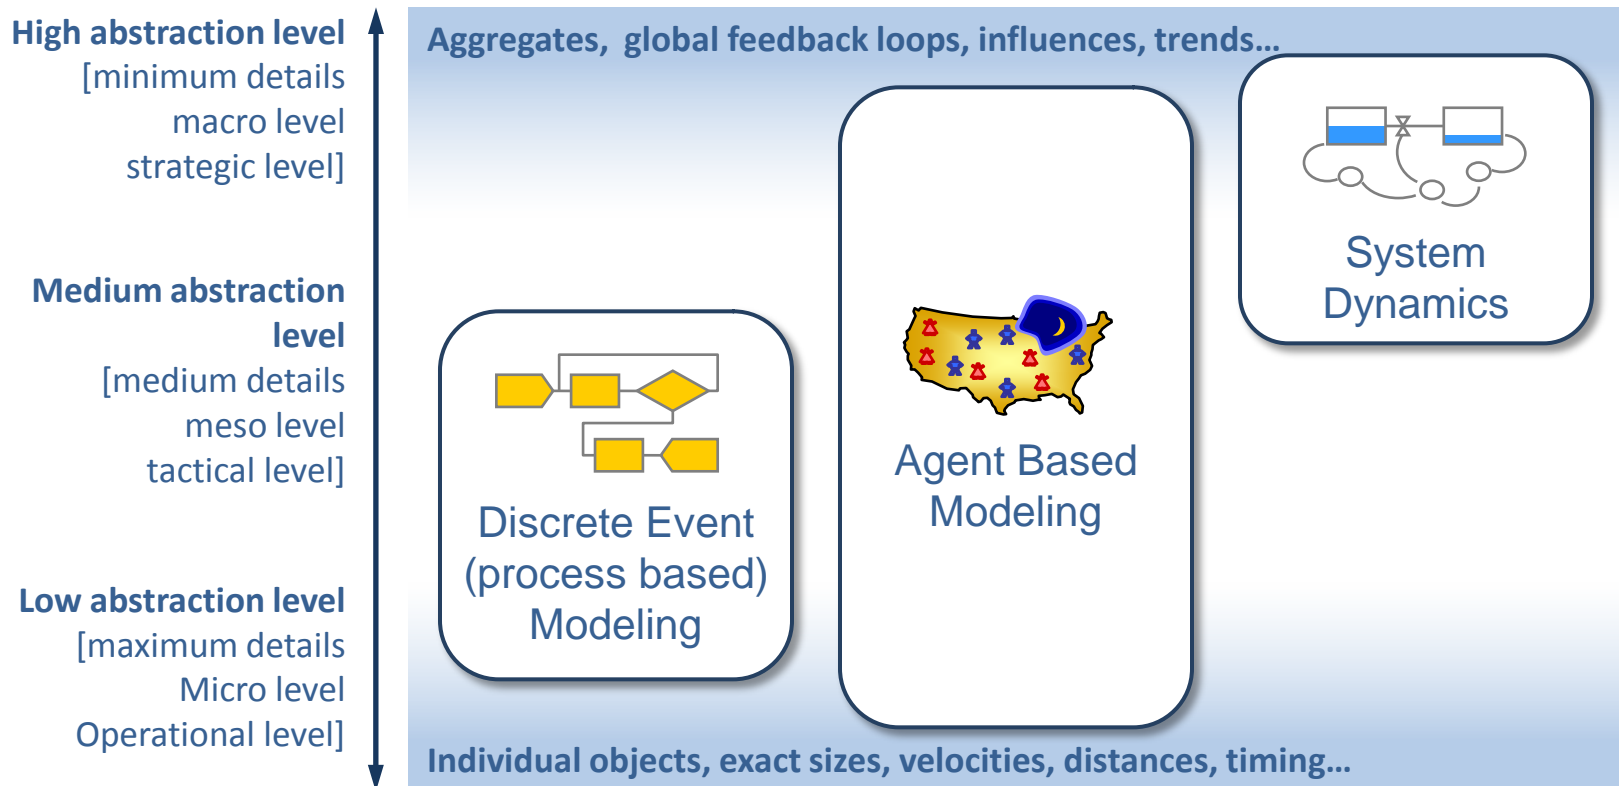 High abstraction level
[minimum details
macro level
strategic level]
Medium abstraction
level
[medium details
meso level
tactical level]
Low abstraction level
[maximum details
Micro level
Operational level]
Aggregates,  global feedback loops, influences, trends…
Discrete Event
(process based)
Modeling
Agent Based
Modeling
System
Dynamics
Individual objects, exact sizes, velocities, distances, timing…